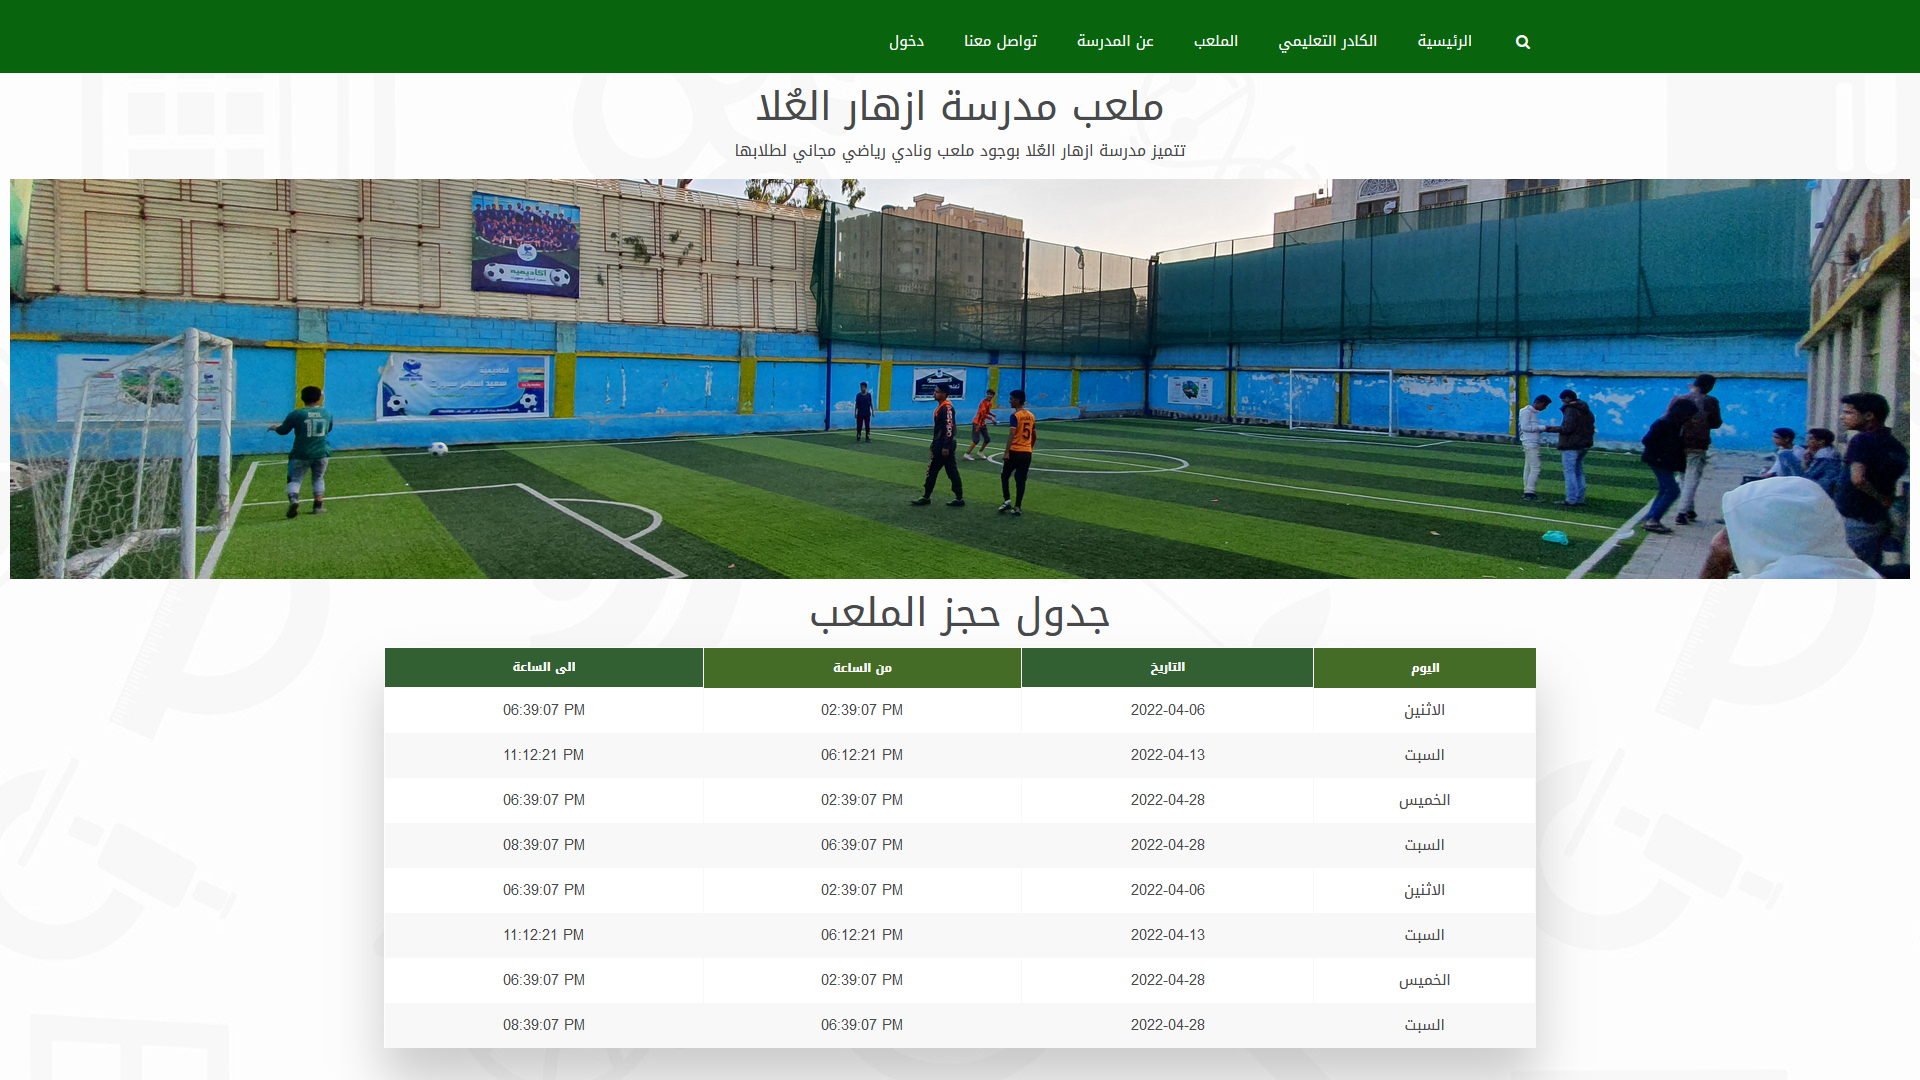 الرئيسية الكادر التعليمي الملعب عن المدرسة تواصل معنا دخول
ملعب مدرسة ازهار العٌلا
تتميز مدرسة ازهار العٌلا بوجود ملعب ونادي رياضي مجاني لطلابها
اكاديمية
10
5
جدول حجز الملعب
اليوم التاريخ من الساعة الى الساعة
الاثنين 2022-04-06 02:39:07 PM 06:39:07 PM
السبت 2022-04-13 06:12:21 PM 11:12:21 PM
الخميس 2022-04-28 02:39:07 PM 06:39:07 PM
السبت 2022-04-28 06:39:07 PM 08:39:07 PM
الاثنين 2022-04-06 02:39:07 PM 06:39:07 PM
السبت 2022-04-13 06:12:21 PM 11:12:21 PM
الخميس 2022-04-28 02:39:07 PM 06:39:07 PM
السبت 2022-04-28 06:39:07 PM 08:39:07 PM